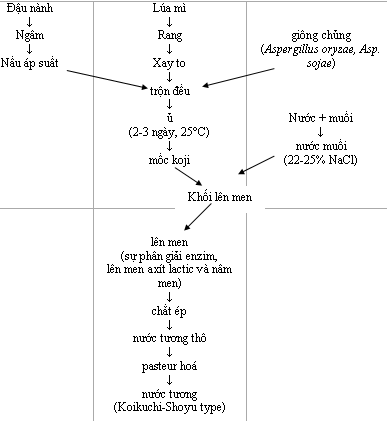 Đậu nành
↓
Ngâm
↓
Nấu áp suất
Lúa mì
↓
Rang
↓
Xay to
↓
trộn đều
↓
ủ
(2-3 ngày, 25°C)
↓
mốc koji
giông chủng
(Aspergillus oryzae, Asp.
sojae)
Nước + muối
↓
nước muối
(22-25% NaCl)
Khối lên men
lên men
(sự phân giải enzim,
lên men axít lactic và nâm
men)
↓
chắt ép
↓
nước tương thô
↓
pasteur hoá
↓
nước tương
(Koikuchi-Shoyu type)